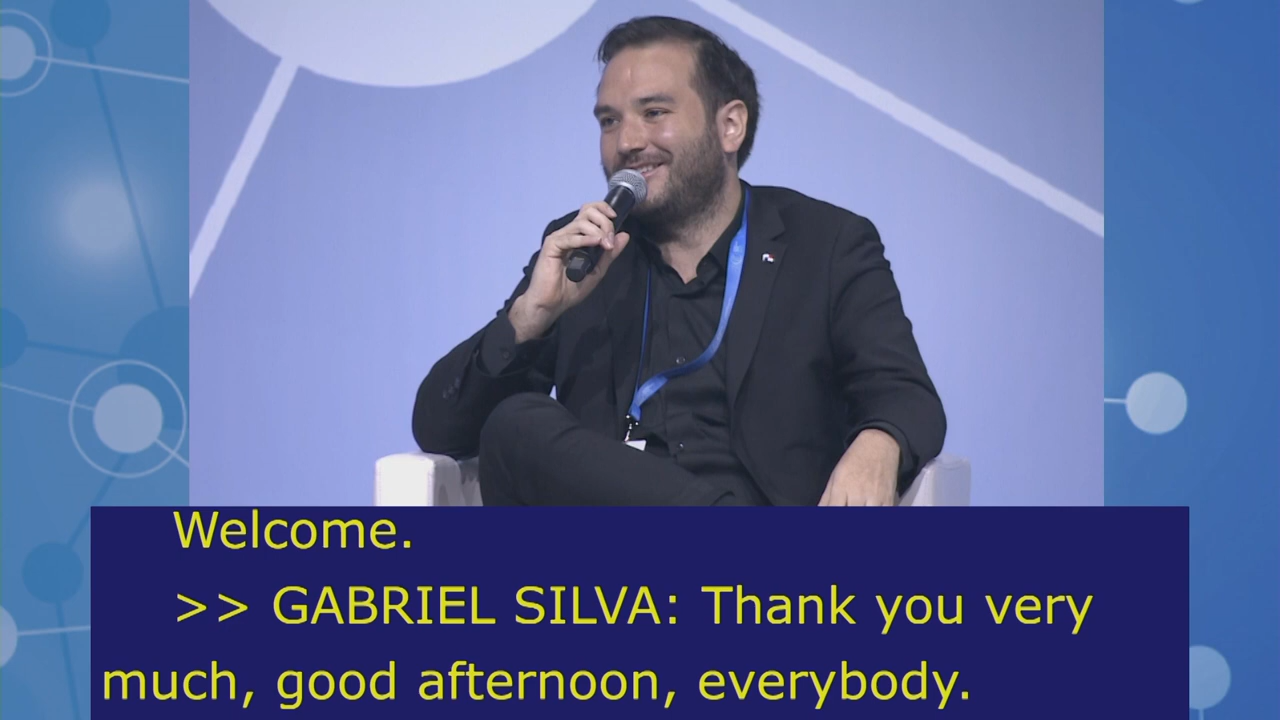 Welcome.
>> GABRIEL SILVA: Thank you very
much, good afternoon, everybody.